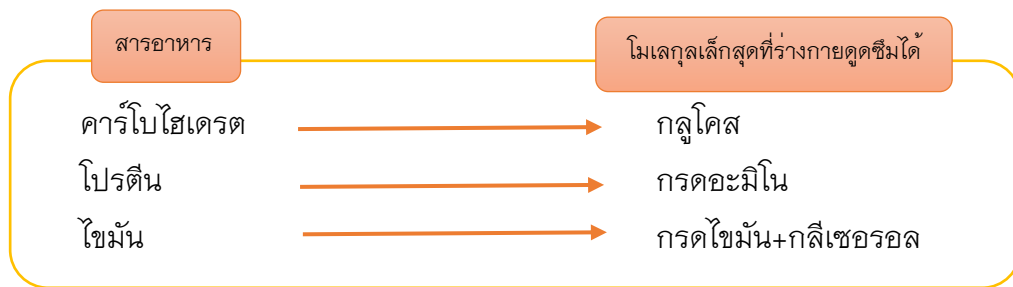 สารอาหาร
โมเลกุลเล็กสุดที่ร่างกายดูดซึมได้
คาร์โบไฮเดรต กลูโคส
โปรตีน กรดอะมิโน
ไขมัน กรดไขมัน+กลีเซอรอล